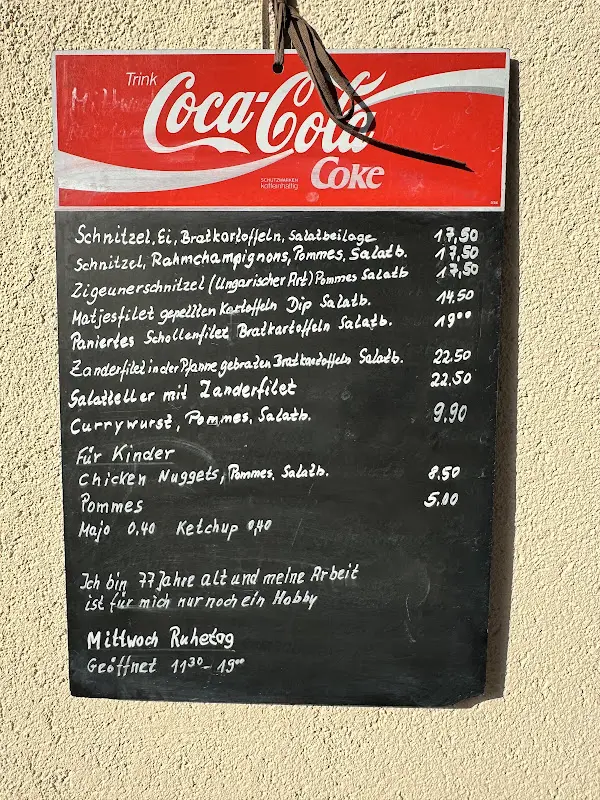 Trink
Coca-Cola
Coke
SCHUTZMARKEN
koffeinhaltig
Schnitzel, Ei, Bratkartoffeln, Salatbeilage 17,50
Schnitzel, Rahmchampignons, Pommes, Salatb. 17,50
Zigeunerschnitzel (Ungarischer Art) Pommes Salatb 17,50
Matjesfilet gepellten Kartoffeln Dip Salatb. 14,50
Paniertes Schollenfilet Bratkartoffeln Salatb. 19⁰⁰
Zanderfilet in der Pfanne gebraten Bratkartoffeln Salatb. 22.50
Salatteller mit Zanderfilet 22.50
Currywurst, Pommes, Salatb. 9,90
Für Kinder
Chicken Nuggets, Pommes, Salatb. 8.50
Pommes 5,00
Majo 0,40 Ketchup 0,40
Ich bin 77 Jahre alt und meine Arbeit
ist für mich nur noch ein Hobby
Mittwoch Ruhetag
Geöffnet 11³⁰ - 19⁰⁰